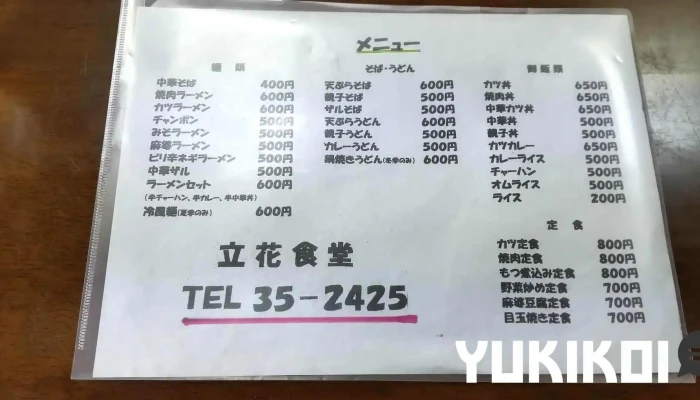 メニュー
麺類
中華そば 400円
焼肉ラーメン 600円
カツラーメン 600円
チャンポン 500円
みそラーメン 500円
麻婆ラーメン 500円
ピリ辛ネギラーメン 500円
中華ザル 500円
ラーメンセット 600円
(半チャーハン、半カレー、半中華丼)
冷風麺(夏季のみ) 600円
そば・うどん
天ぷらそば 600円
親子そば 500円
ザルそば 500円
天ぷらうどん 600円
親子うどん 500円
カレーうどん 500円
鍋焼きうどん(冬季のみ) 600円
御飯類
カツ丼 650円
焼肉丼 650円
中華カツ丼 650円
中華丼 500円
親子丼 500円
カツカレー 650円
カレーライス 500円
チャーハン 500円
オムライス 500円
ライス 200円
定食
カツ定食 800円
焼肉定食 800円
もつ煮込み定食 800円
野菜炒め定食 700円
麻婆豆腐定食 700円
目玉焼き定食 700円
立花食堂
TEL 35-2425
YUKIKOI